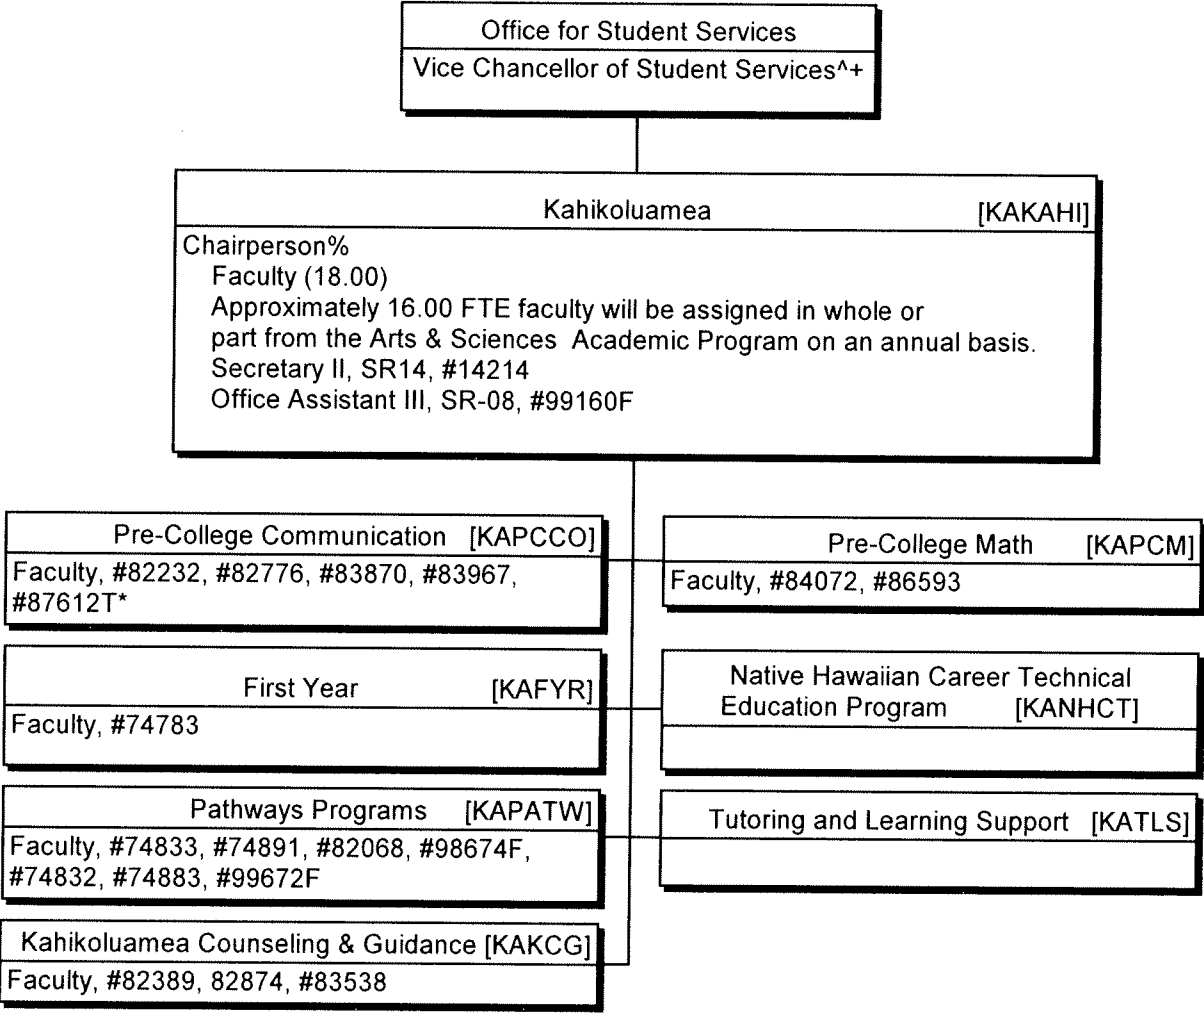 Office for Student Services
Vice Chancellor of Student Services^+
Kahikoluamea [KAKAHI]
Chairperson%
Faculty (18.00)
Approximately 16.00 FTE faculty will be assigned in whole or
part from the Arts & Sciences Academic Program on an annual basis.
Secretary II, SR14, #14214
Office Assistant III, SR-08, #99160F
Pre-College Communication [KAPCCO]
Faculty, #82232, #82776, #83870, #83967,
#87612T*
Pre-College Math [KAPCM]
Faculty, #84072, #86593
First Year [KAFYR]
Faculty, #74783
Native Hawaiian Career Technical
Education Program [KANHCT]
Pathways Programs [KAPATW]
Faculty, #74833, #74891, #82068, #98674F,
#74832, #74883, #99672F
Tutoring and Learning Support [KATLS]
Kahikoluamea Counseling & Guidance [KAKCG]
Faculty, #82389, 82874, #83538